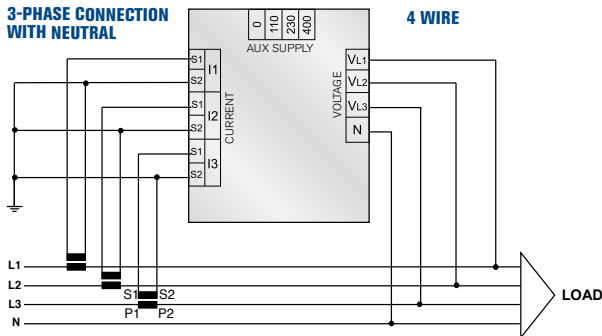 3-PHASE CONNECTION
WITH NEUTRAL
4 WIRE
0 110 230 400
AUX SUPPLY
S1
S2
I1
S1
S2
I2
S1
S2
I3
CURRENT
VOLTAGE
VL1
VL2
VL3
N
L1
L2
L3
N
S1 S2
P1 P2
LOAD